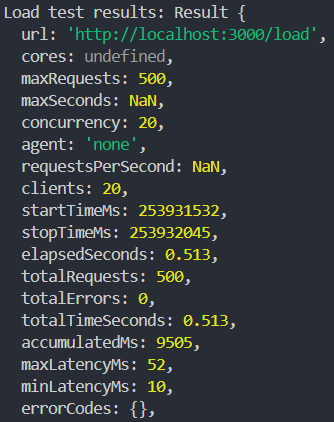 Load test results: Result {
  url: 'http://localhost:3000/load',
  cores: undefined,
  maxRequests: 500,
  maxSeconds: NaN,
  concurrency: 20,
  agent: 'none',
  requestsPerSecond: NaN,
  clients: 20,
  startTimeMs: 253931532,
  stopTimeMs: 253932045,
  elapsedSeconds: 0.513,
  totalRequests: 500,
  totalErrors: 0,
  totalTimeSeconds: 0.513,
  accumulatedMs: 9505,
  maxLatencyMs: 52,
  minLatencyMs: 10,
  errorCodes: {},